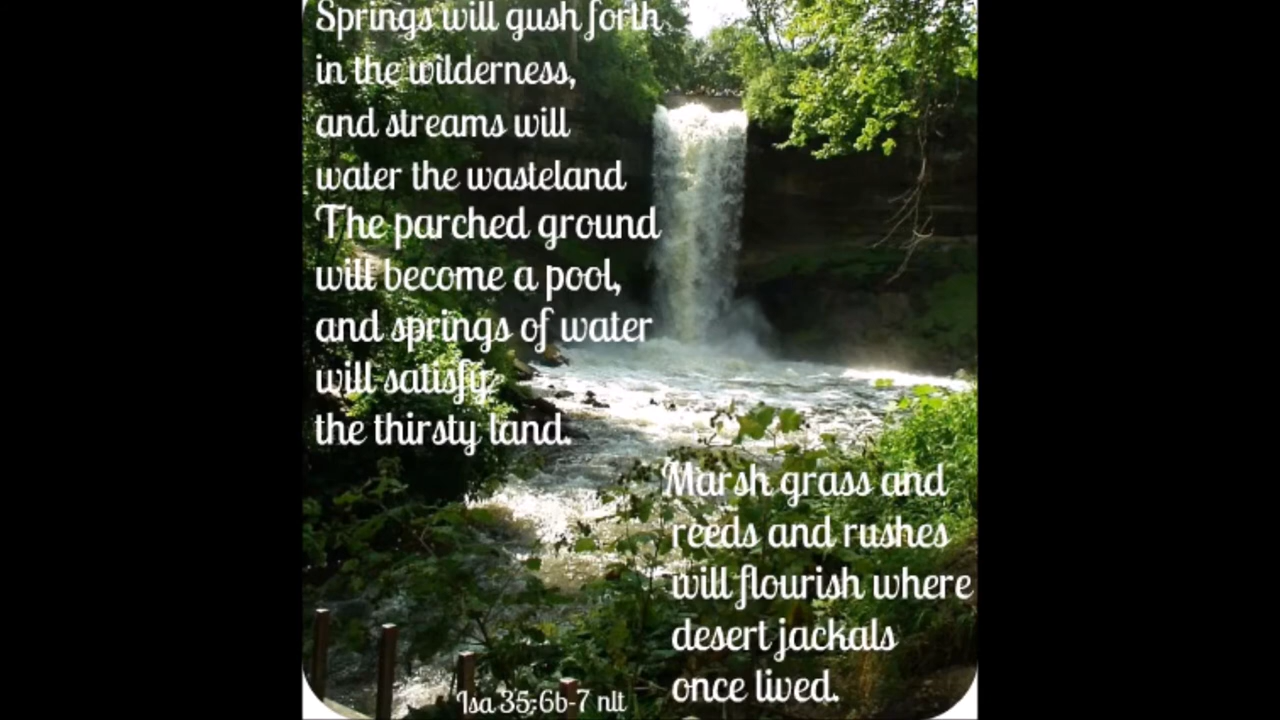 Springs will gush forth
in the wilderness,
and streams will
water the wasteland
The parched ground
will become a pool,
and springs of water
will satisfy
the thirsty land.
Marsh grass and
reeds and rushes
will flourish where
desert jackals
once lived.
Isa 35:6b-7 nlt